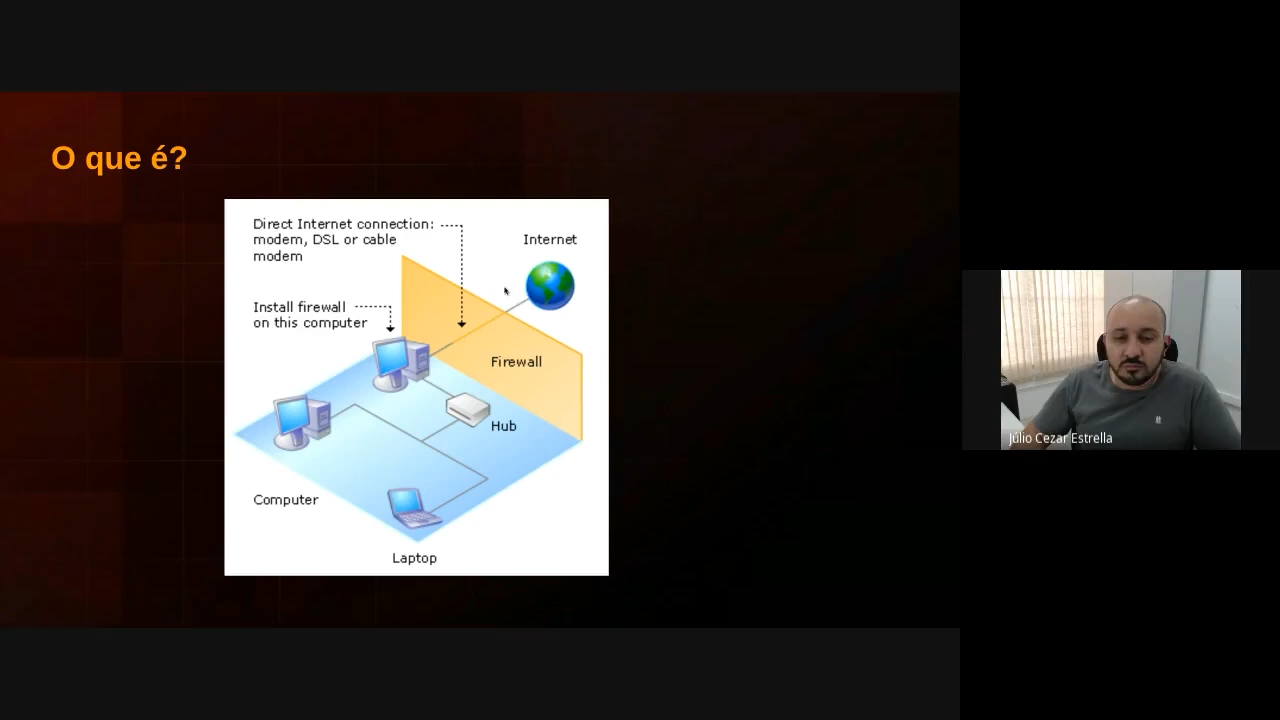 O que é?
Direct Internet connection:
modem, DSL or cable
modem
Internet
Install firewall
on this computer
Firewall
Hub
Computer
Laptop
Júlio Cezar Estrella